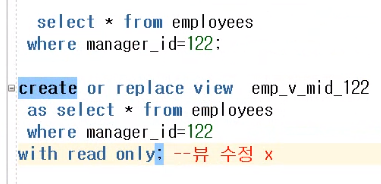 select * from employees
where manager_id=122;
create or replace view emp_v_mid_122
as select * from employees
where manager_id=122
with read only; --뷰 수정 x